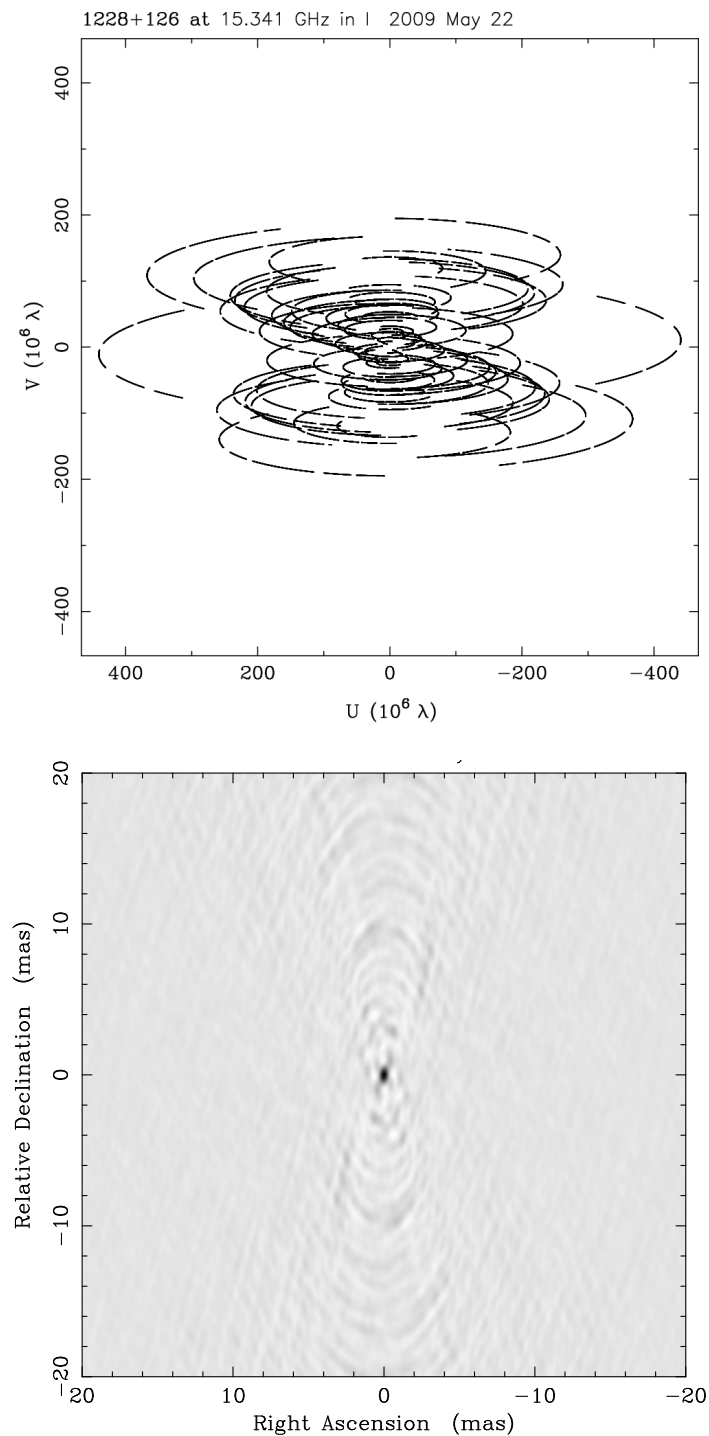 1228+126 at 15.341 GHz in I 2009 May 22
400
200
0
−200
−400
V (10⁶ λ)
400 200 0 −200 −400
U (10⁶ λ)
20
10
0
−10
−20
Relative Declination (mas)
20 10 0 −10 −20
Right Ascension (mas)